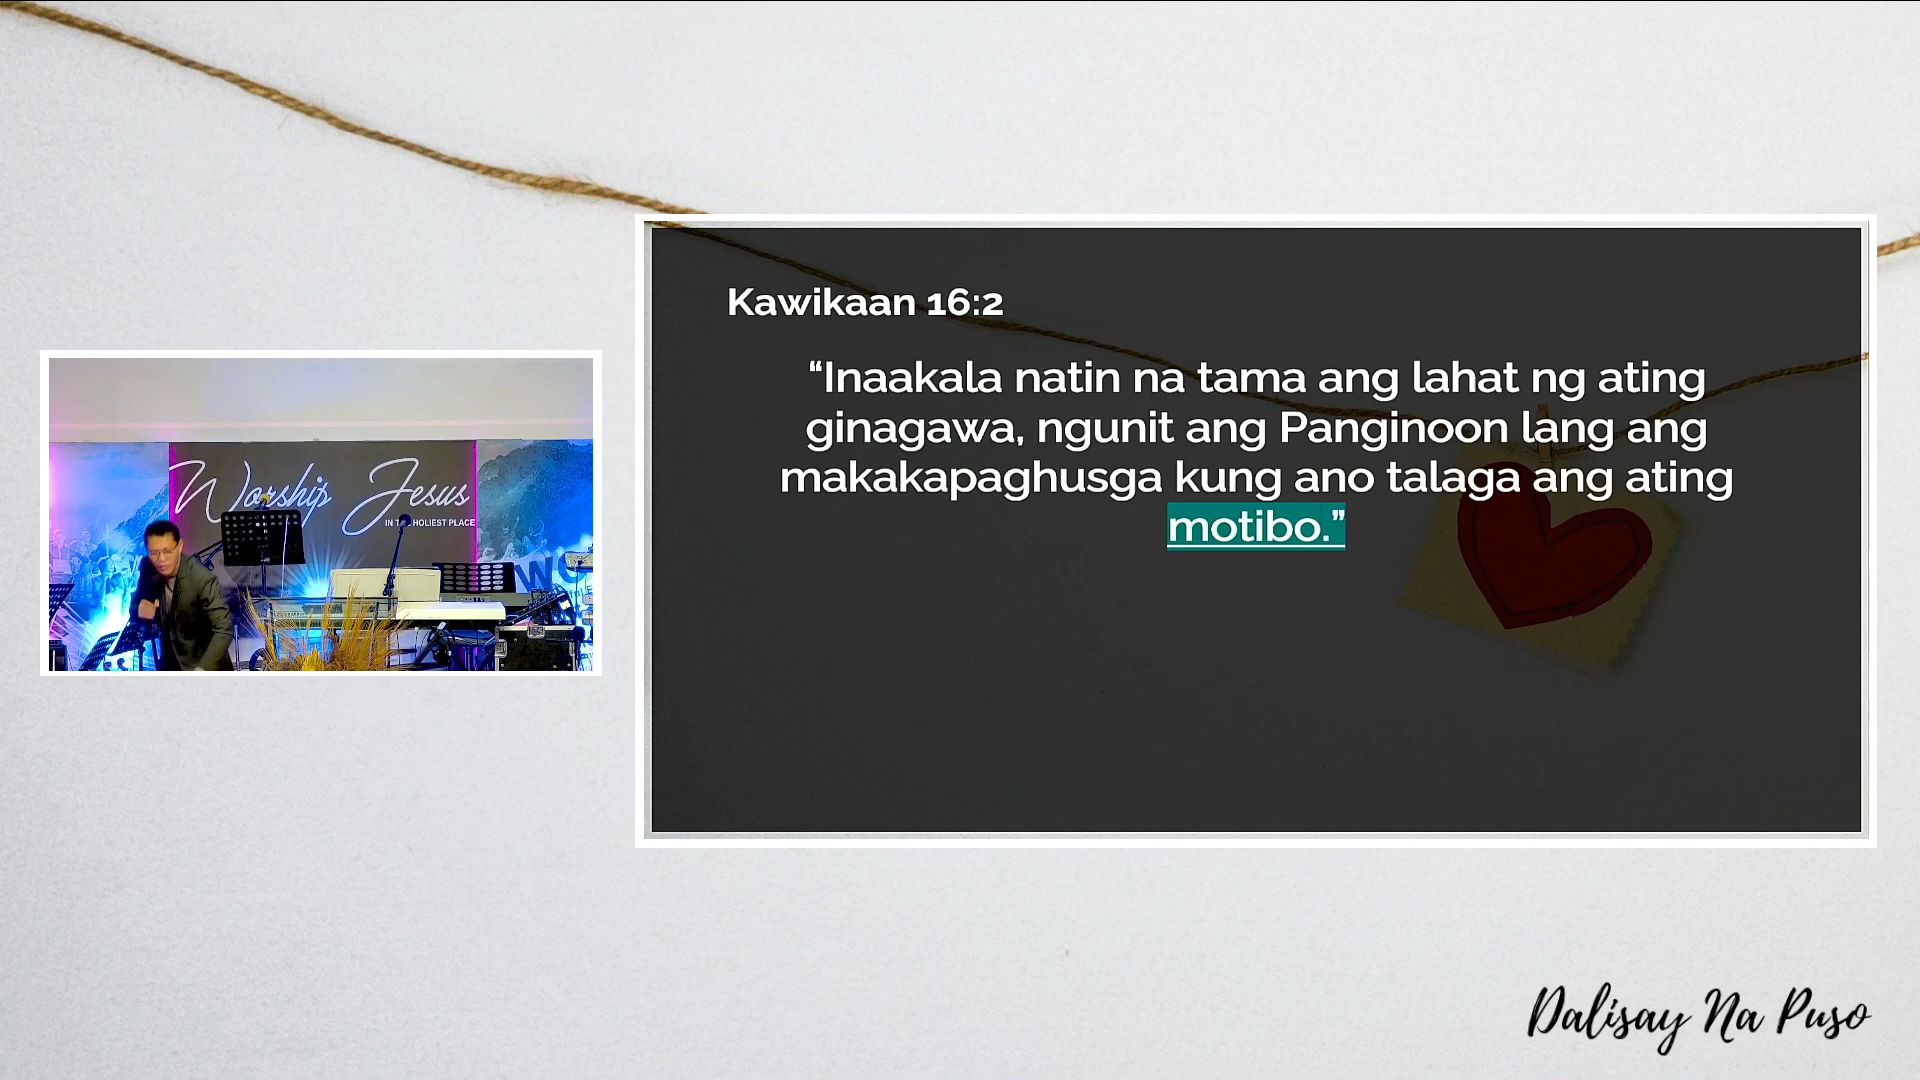 Kawikaan 16:2
“Inaakala natin na tama ang lahat ng ating
ginagawa, ngunit ang Panginoon lang ang
makakapaghusga kung ano talaga ang ating
motibo.”
Worship Jesus
HOLIEST PLACE
Dalisay Na Puso